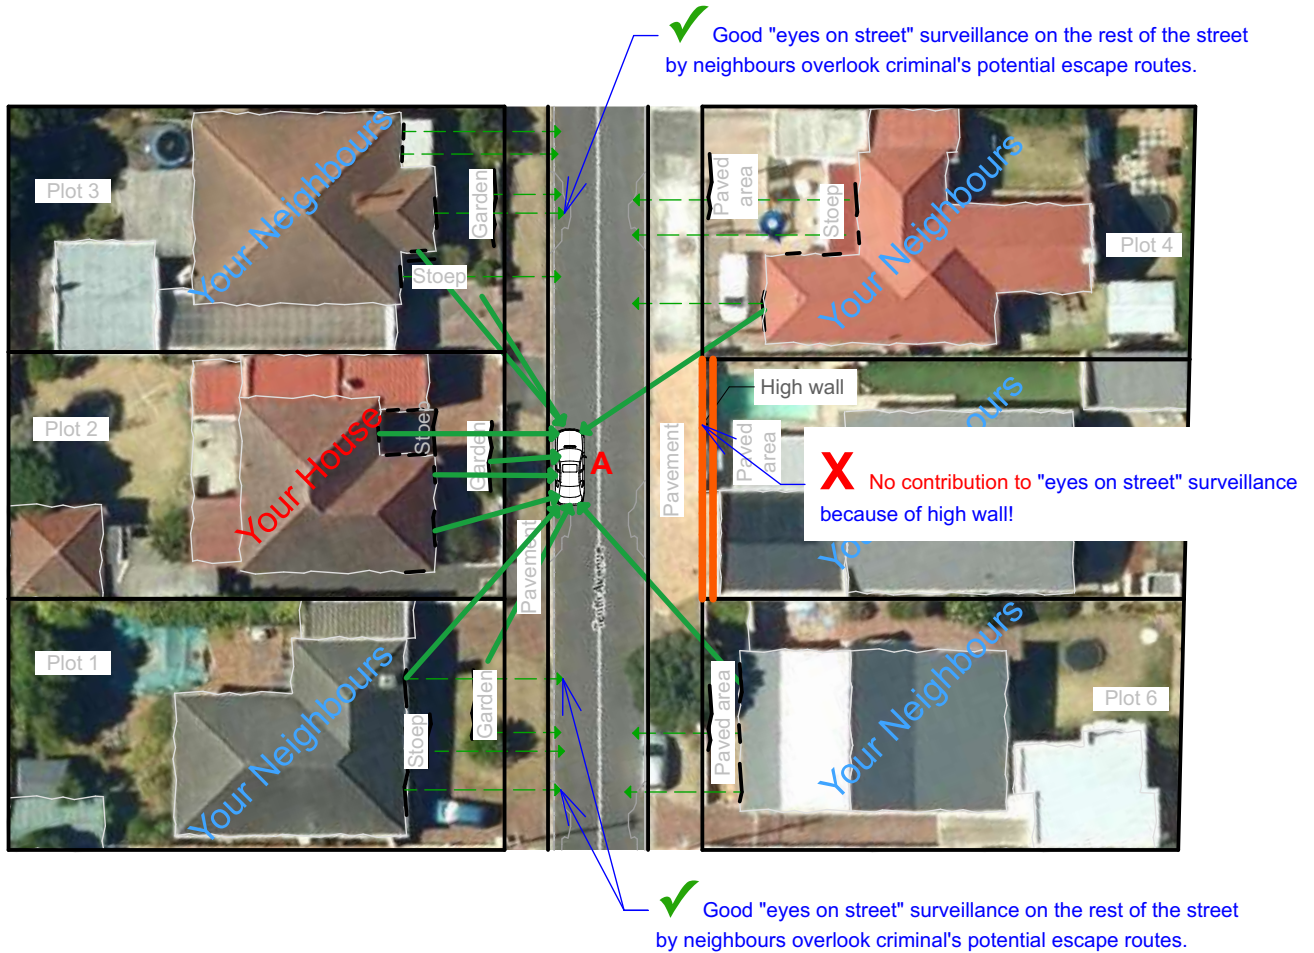 Good "eyes on street" surveillance on the rest of the street
by neighbours overlook criminal's potential escape routes.
Plot 3
Your Neighbours
Garden
Stoep
Paved
area
Stoep
Your Neighbours
Plot 4
Plot 2
Your House
Stoep
Garden
A
Pavement
Pavement
High wall
Paved
area
Your Neighbours
X No contribution to "eyes on street" surveillance
because of high wall!
Plot 1
Your Neighbours
Stoep
Garden
Paved area
Your Neighbours
Plot 6
Good "eyes on street" surveillance on the rest of the street
by neighbours overlook criminal's potential escape routes.